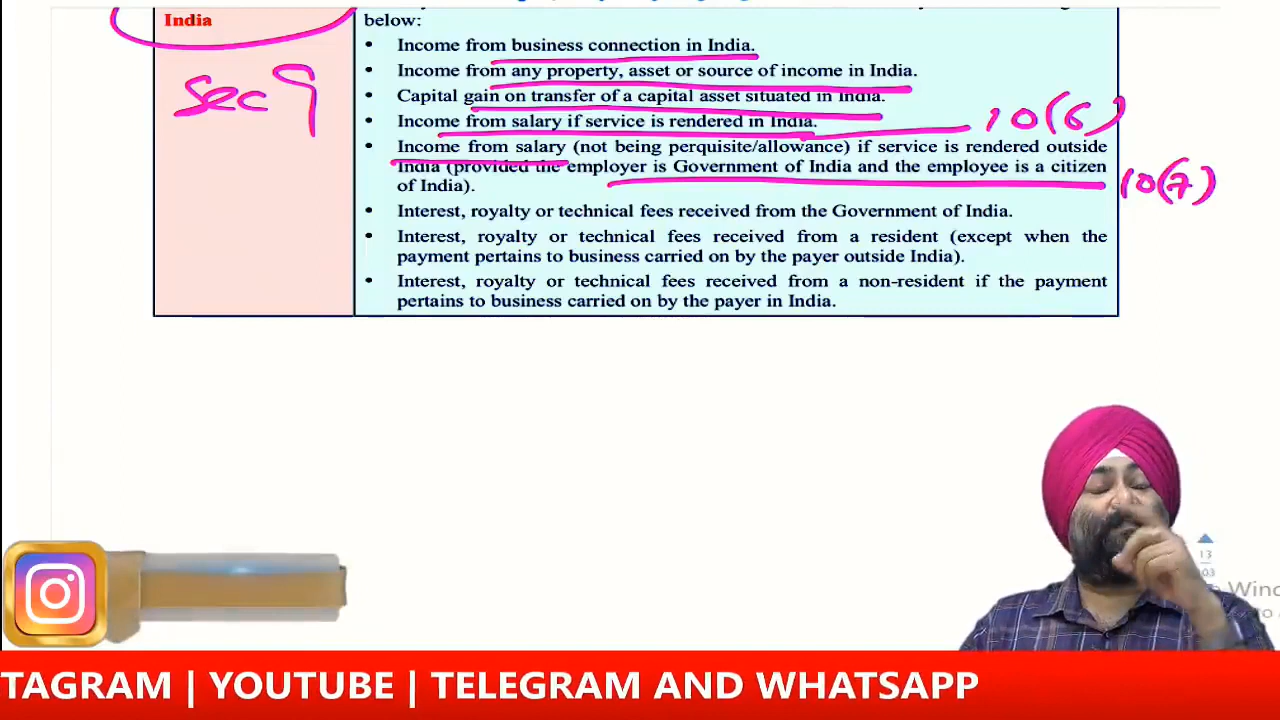 India
below:
• Income from business connection in India.
• Income from any property, asset or source of income in India.
Sec 9
• Capital gain on transfer of a capital asset situated in India.
• Income from salary if service is rendered in India.
10(6)
• Income from salary (not being perquisite/allowance) if service is rendered outside
India (provided the employer is Government of India and the employee is a citizen
of India).
10(7)
• Interest, royalty or technical fees received from the Government of India.
• Interest, royalty or technical fees received from a resident (except when the
payment pertains to business carried on by the payer outside India).
• Interest, royalty or technical fees received from a non-resident if the payment
pertains to business carried on by the payer in India.
13
TAGRAM | YOUTUBE | TELEGRAM AND WHATSAPP